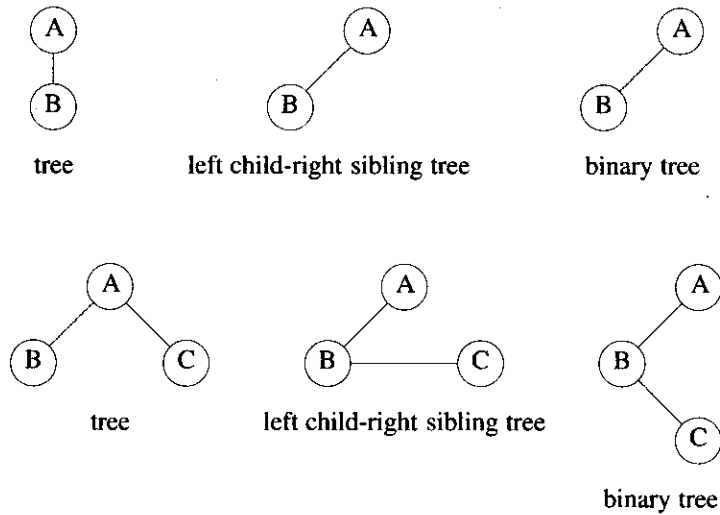 A A A
B B B
tree left child-right sibling tree binary tree
A A A
B C B C B
tree left child-right sibling tree C
binary tree